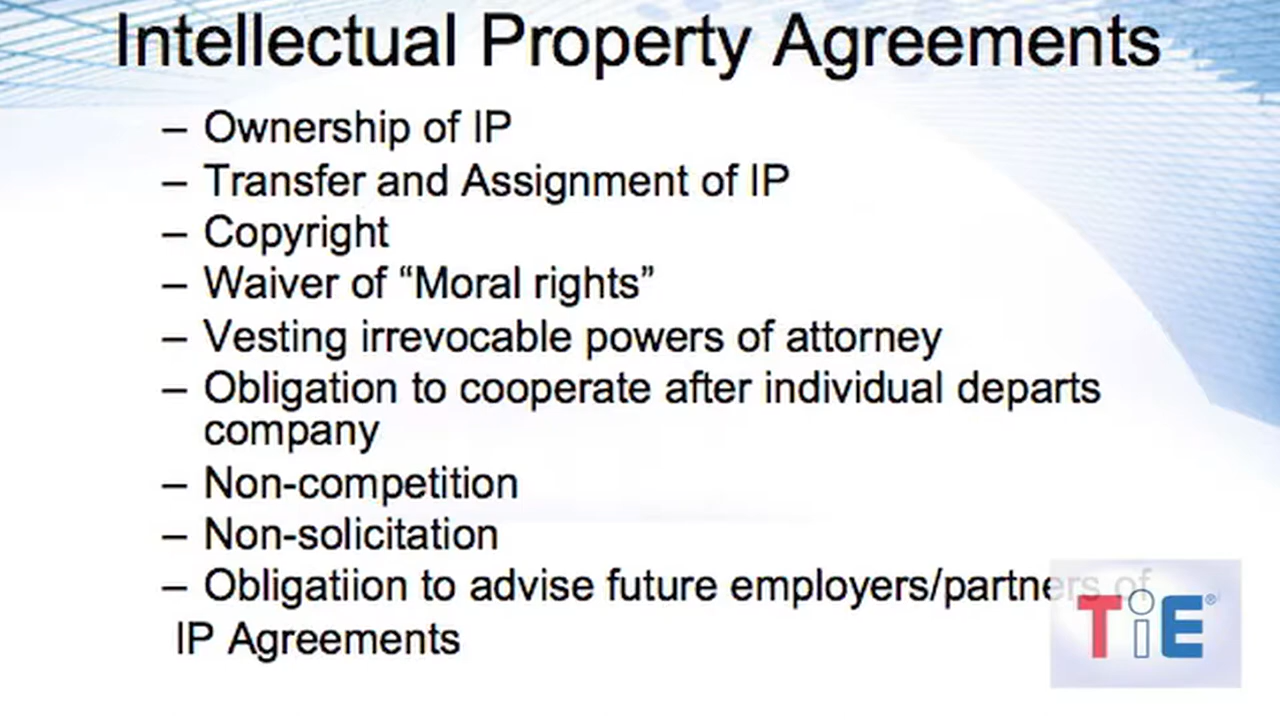 Intellectual Property Agreements
– Ownership of IP
– Transfer and Assignment of IP
– Copyright
– Waiver of “Moral rights”
– Vesting irrevocable powers of attorney
– Obligation to cooperate after individual departs
company
– Non-competition
– Non-solicitation
– Obligatiion to advise future employers/partners of
IP Agreements
TiE®